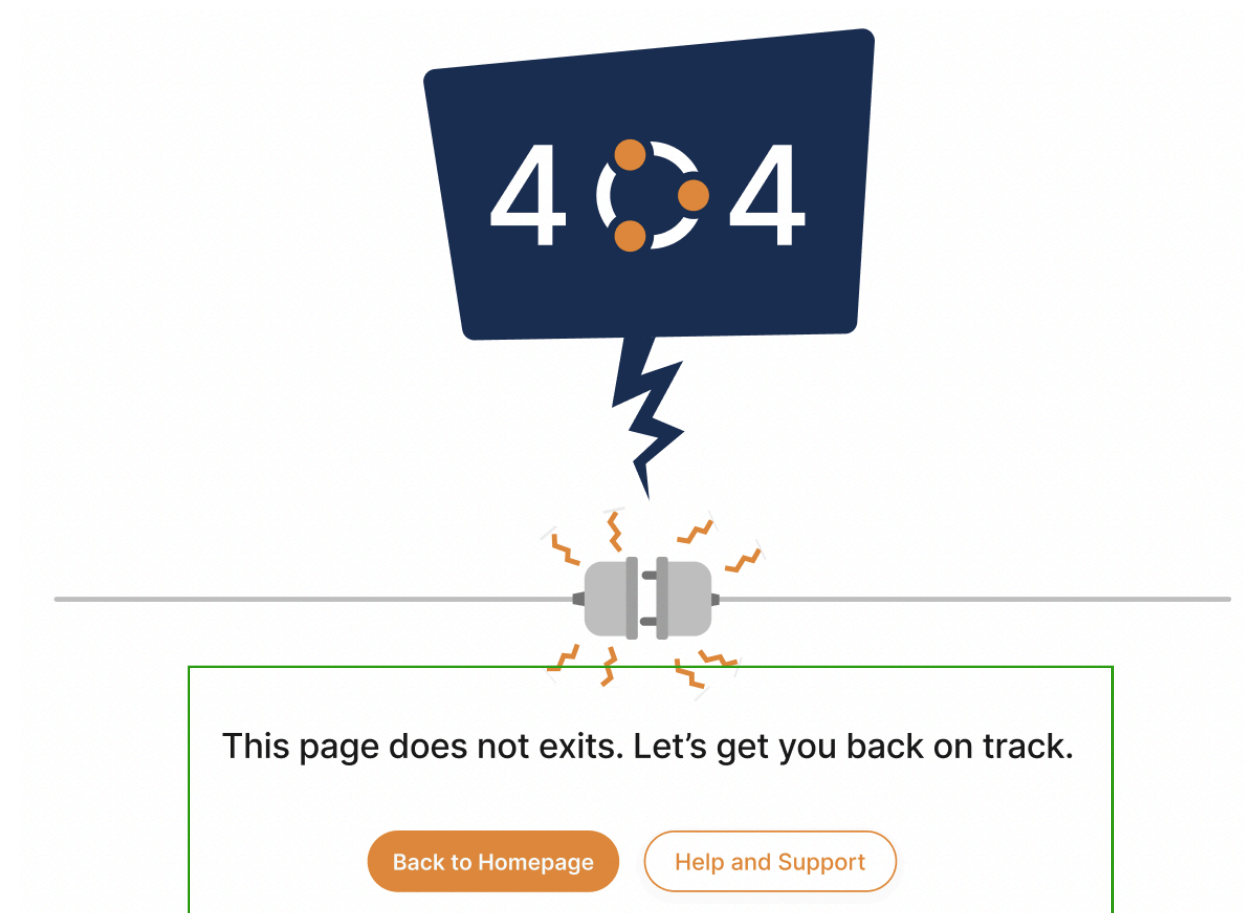 404
This page does not exits. Let’s get you back on track.
Back to Homepage
Help and Support